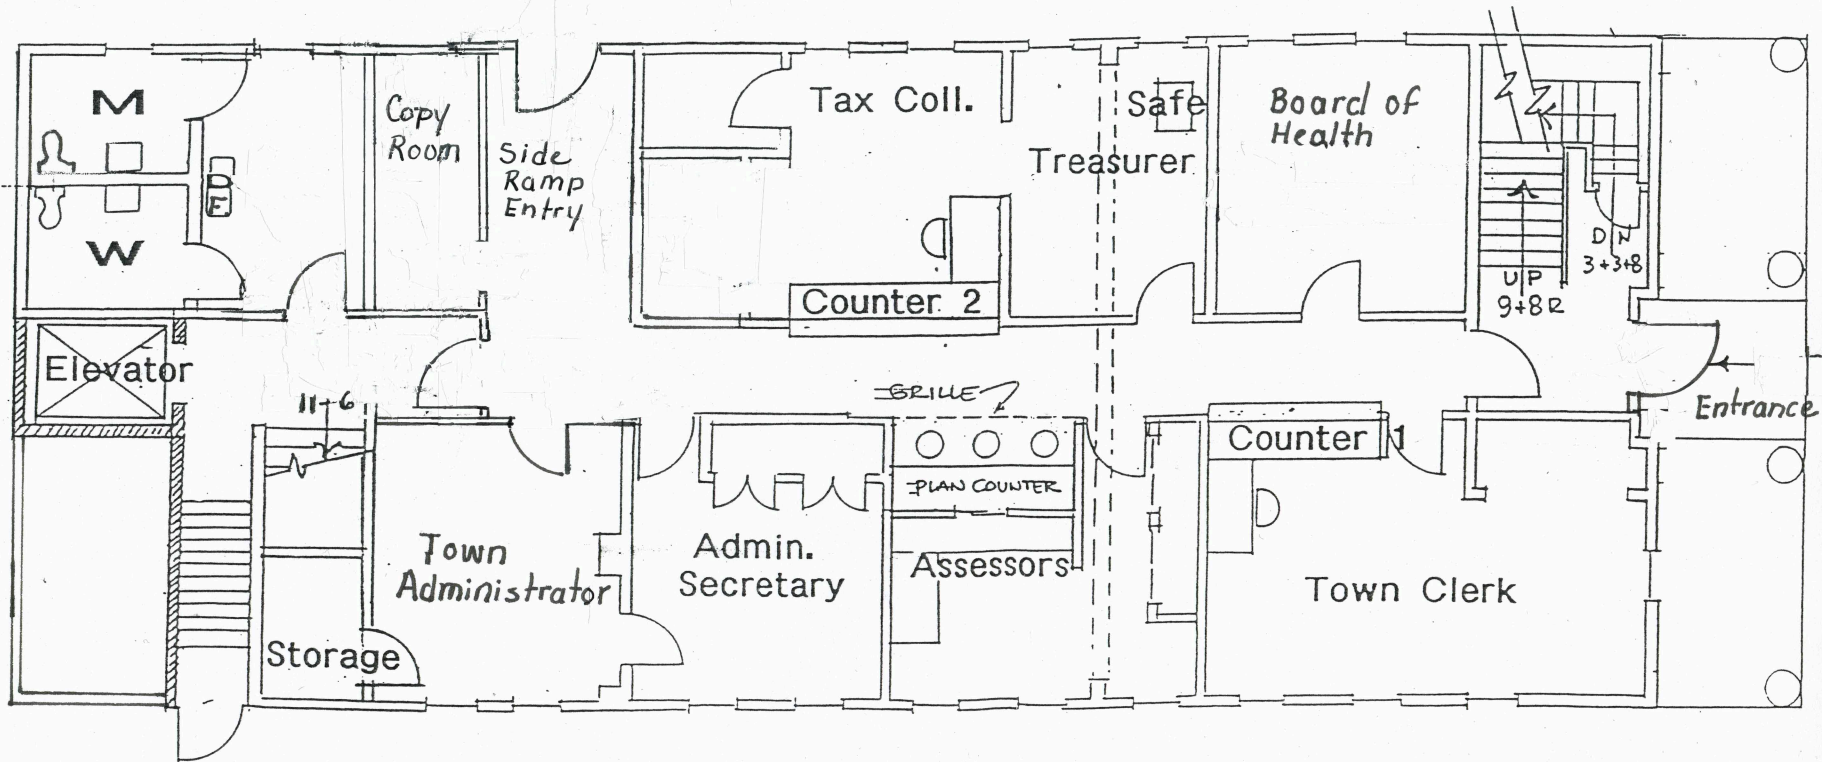 M
W
D
F
Copy
Room
Side
Ramp
Entry
Tax Coll.
Safe
Treasurer
Board of
Health
UP
9+8R
DN
3+3+8
Counter 2
Elevator
11-6
GRILLE
Entrance
Counter 1
PLAN COUNTER
Town
Administrator
Admin.
Secretary
Assessors
Town Clerk
Storage